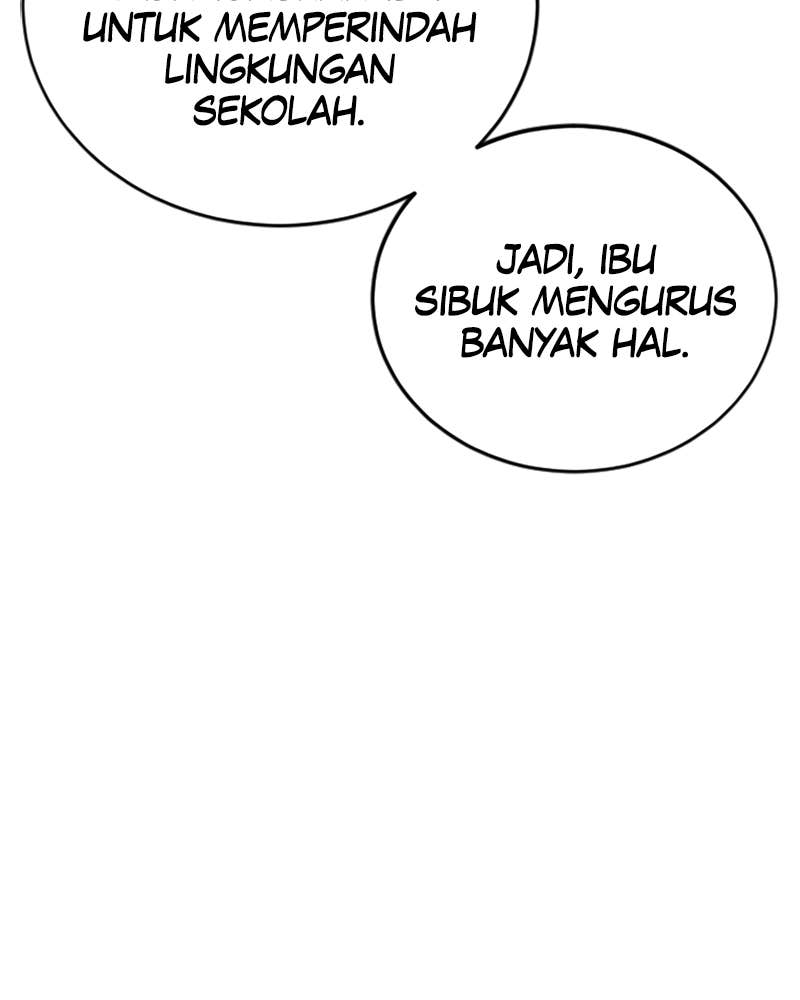 UNTUK MEMPERINDAH
LINGKUNGAN
SEKOLAH.
JADI, IBU
SIBUK MENGURUS
BANYAK HAL.